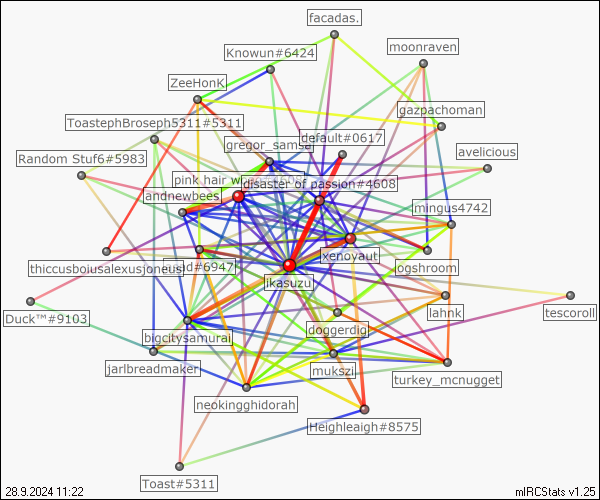 facadas.
moonraven
Knowun#6424
ZeeHonK
gazpachoman
ToastephBroseph5311#5311
default#0617
gregor_samsa
avelicious
Random Stuf6#5983
pink hair w
disaster of passion#4608
andnewbees
mingus4742
xenoyaut
ogshroom
thiccusboiusalexusjoneusi
#6947
ikasuzu
lahnk
tescoroll
Duck™#9103
doggerdig
bigcitysamurai
jarlbreadmaker
mukszi
turkey_mcnugget
neokingghidorah
Heighleaigh#8575
Toast#5311
28.9.2024 11:22
mIRCStats v1.25